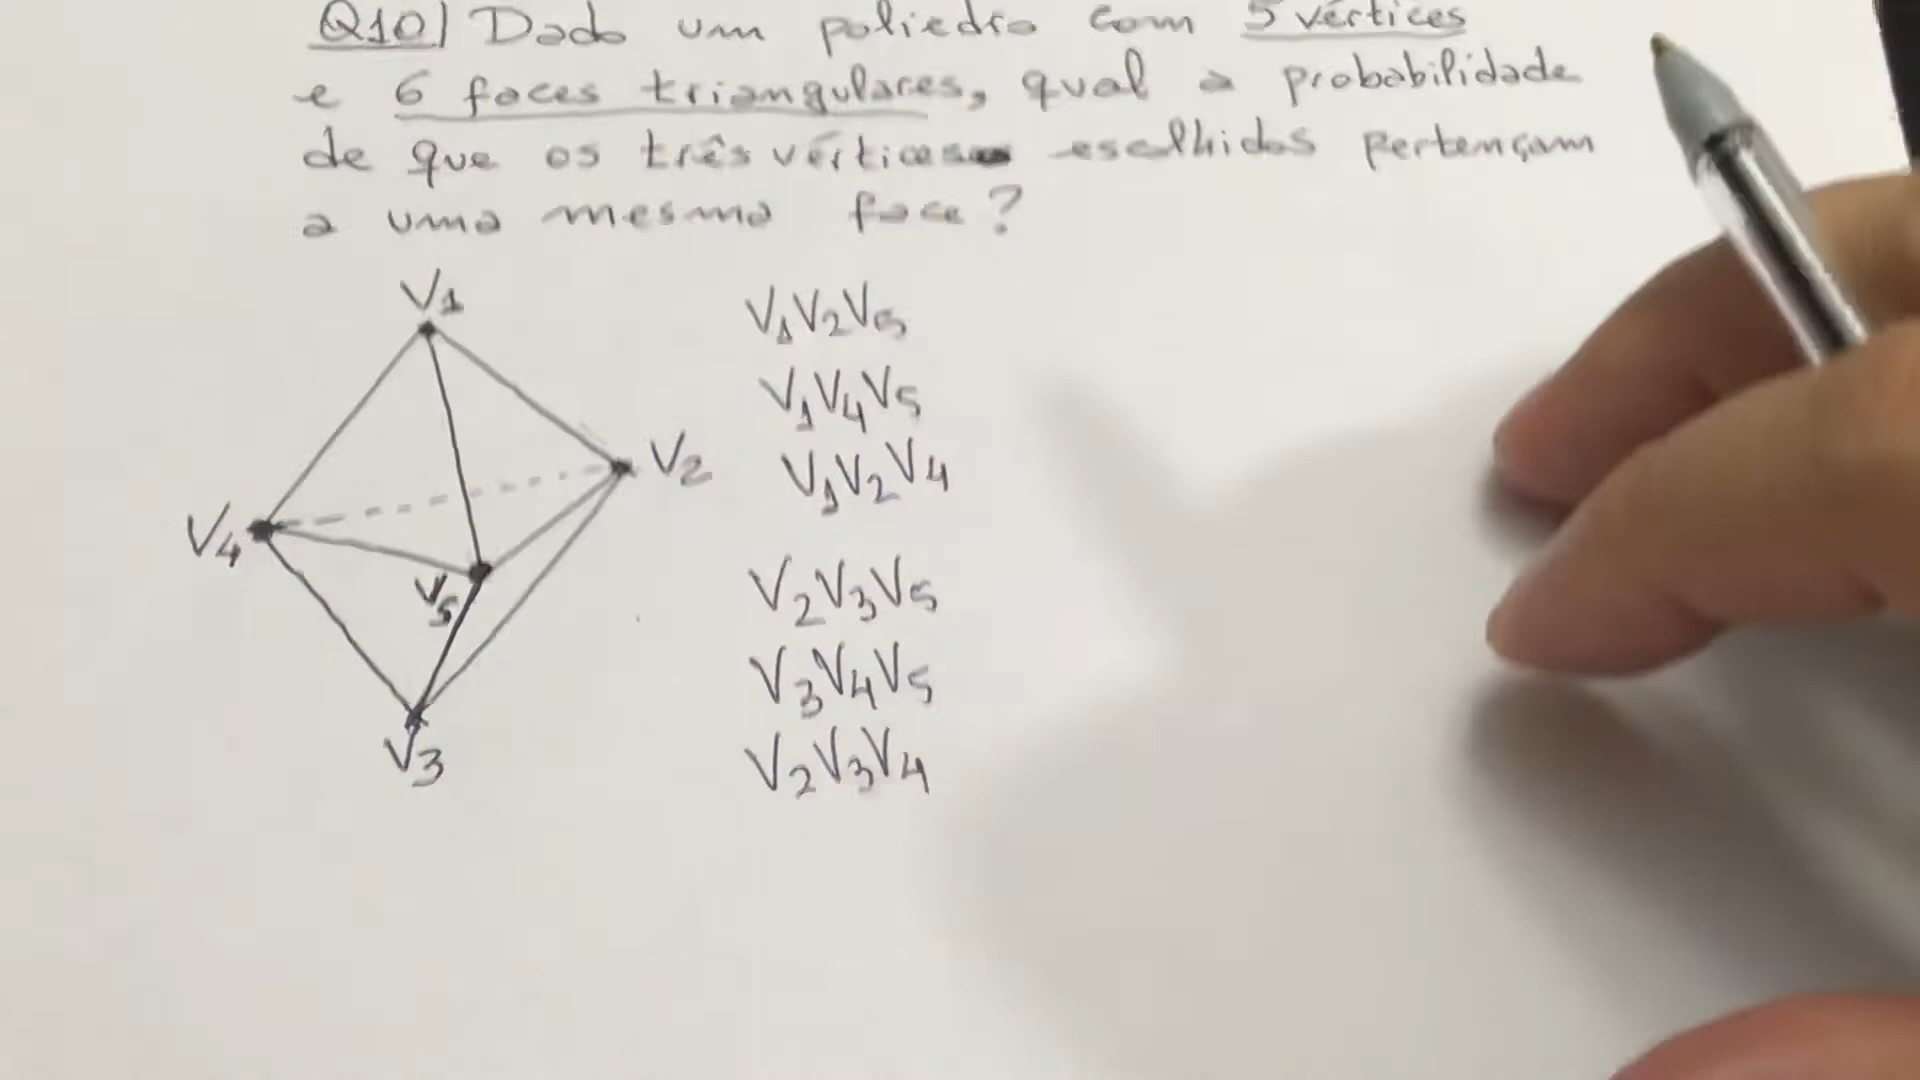 Q10) Dado um poliedro com 5 vértices
e 6 faces triangulares, qual a probabilidade
de que os três vértices escolhidos pertençam
a uma mesma face?
V1
V2
V4
V5
V3
V1V2V5
V1V4V5
V1V2V4
V2V3V5
V3V4V5
V2V3V4